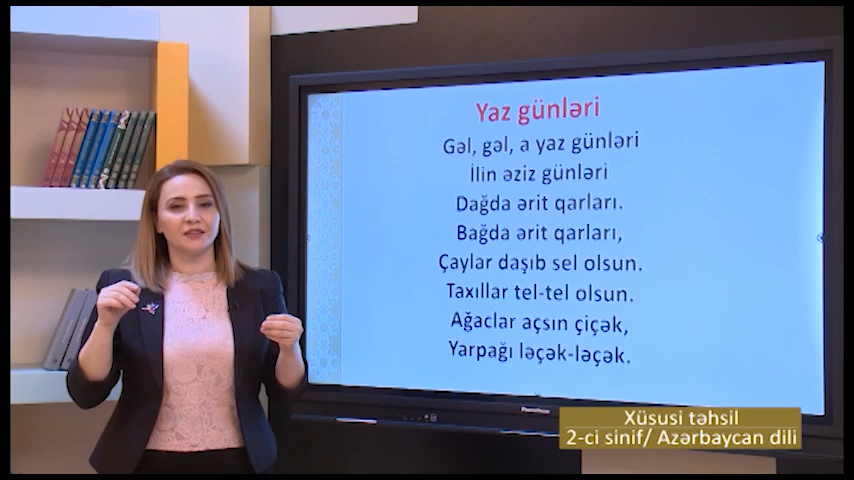 Yaz günləri
Gəl, gəl, a yaz günləri
İlin əziz günləri
Dağda ərit qarları.
Bağda ərit qarları,
Çaylar daşıb sel olsun.
Taxıllar tel-tel olsun.
Ağaclar açsın çiçək,
Yarpağı ləçək-ləçək.
Promethean
Xüsusi təhsil
2-ci sinif/ Azərbaycan dili